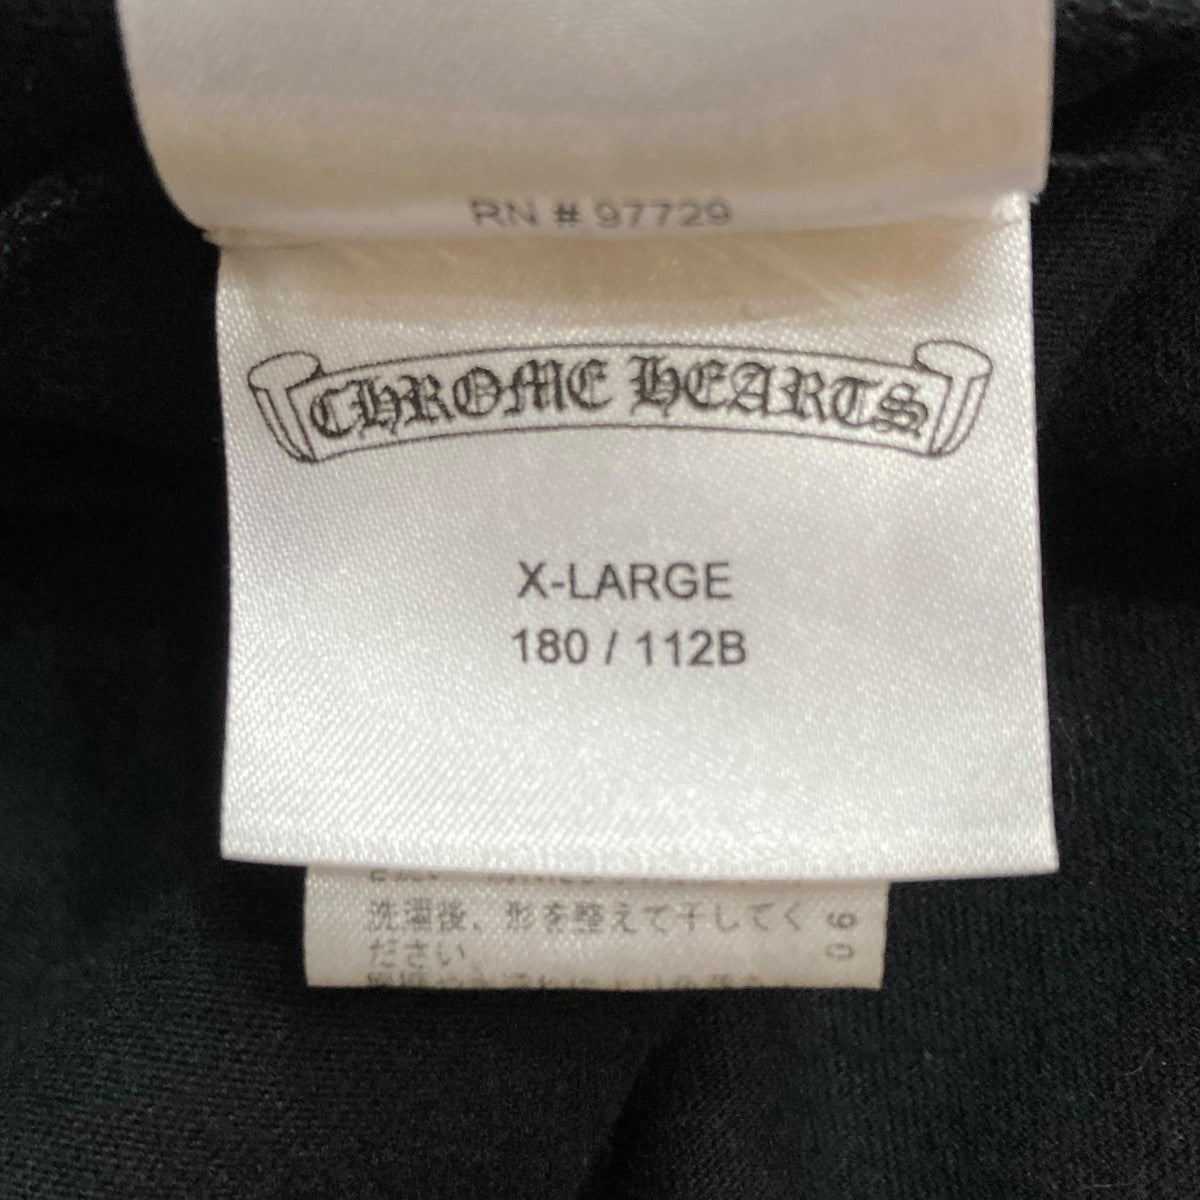 RN # 97729
CHROME HEARTS
X-LARGE
180 / 112B
洗濯後、形を整えて干してく
ださい。
06